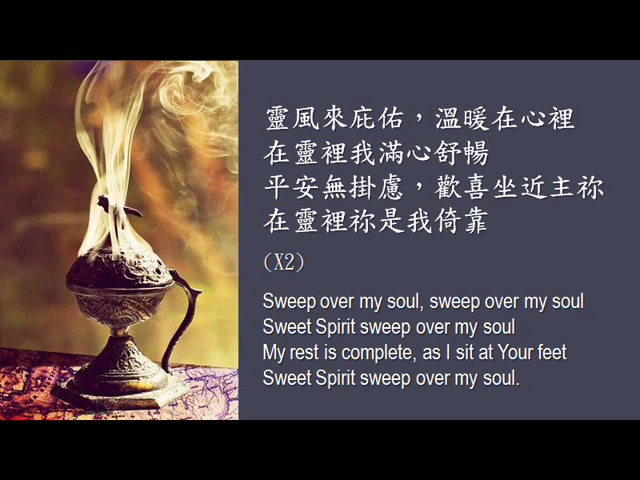 靈風來庇佑，溫暖在心裡
在靈裡我滿心舒暢
平安無掛慮，歡喜坐近主祢
在靈裡祢是我倚靠
(X2)
Sweep over my soul, sweep over my soul
Sweet Spirit sweep over my soul
My rest is complete, as I sit at Your feet
Sweet Spirit sweep over my soul.